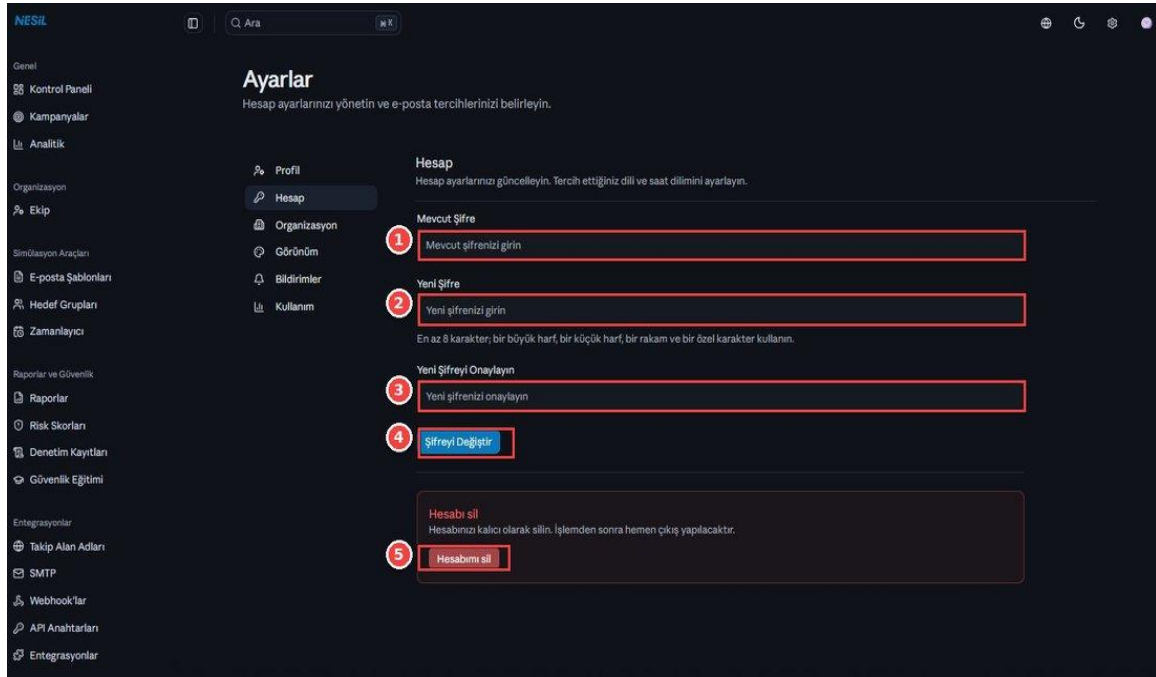 NESiL
Ara
⌘ K
Genel
Kontrol Paneli
Kampanyalar
Analitik
Organizasyon
Ekip
Simülasyon Araçları
E-posta Şablonları
Hedef Grupları
Zamanlayıcı
Raporlar ve Güvenlik
Raporlar
Risk Skorları
Denetim Kayıtları
Güvenlik Eğitimi
Entegrasyonlar
Takip Alan Adları
SMTP
Webhook'lar
API Anahtarları
Entegrasyonlar
Ayarlar
Hesap ayarlarınızı yönetin ve e-posta tercihlerinizi belirleyin.
Profil
Hesap
Organizasyon
Görünüm
Bildirimler
Kullanım
Hesap
Hesap ayarlarınızı güncelleyin. Tercih ettiğiniz dili ve saat dilimini ayarlayın.
Mevcut Şifre
1
Mevcut şifrenizi girin
Yeni Şifre
2
Yeni şifrenizi girin
En az 8 karakter; bir büyük harf, bir küçük harf, bir rakam ve bir özel karakter kullanın.
Yeni Şifreyi Onaylayın
3
Yeni şifrenizi onaylayın
4
Şifreyi Değiştir
Hesabı sil
Hesabınızı kalıcı olarak silin. İşlemden sonra hemen çıkış yapılacaktır.
5
Hesabımı sil